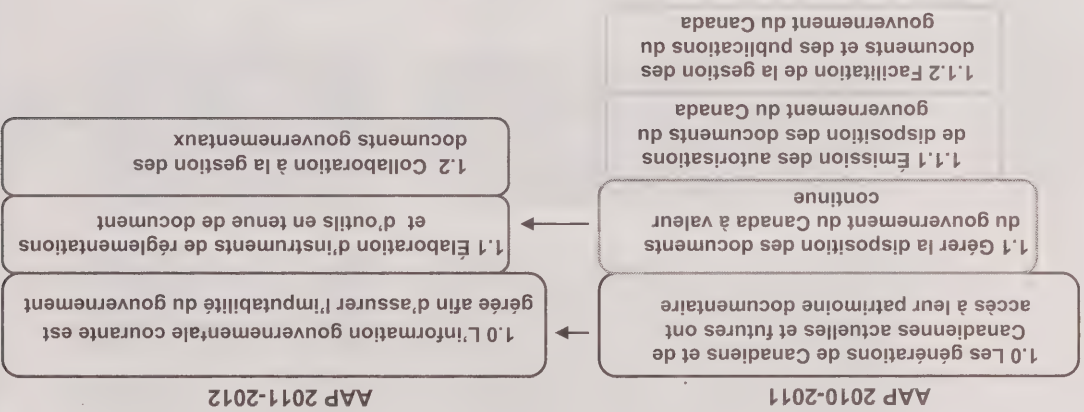 AAP 2010-2011
1.0 Les générations de Canadiens et de
Canadiennes actuelles et futures ont
accès à leur patrimoine documentaire
1.1 Gérer la disposition des documents
du gouvernement du Canada à valeur
continue
1.1.1 Émission des autorisations
de disposition des documents du
gouvernement du Canada
1.1.2 Facilitation de la gestion des
documents et des publications du
gouvernement du Canada
AAP 2011-2012
1.0 L'information gouvernementale courante est
gérée afin d'assurer l'imputabilité du gouvernement
1.1 Élaboration d'instruments de réglementations
et d'outils en tenue de document
1.2 Collaboration à la gestion des
documents gouvernementaux